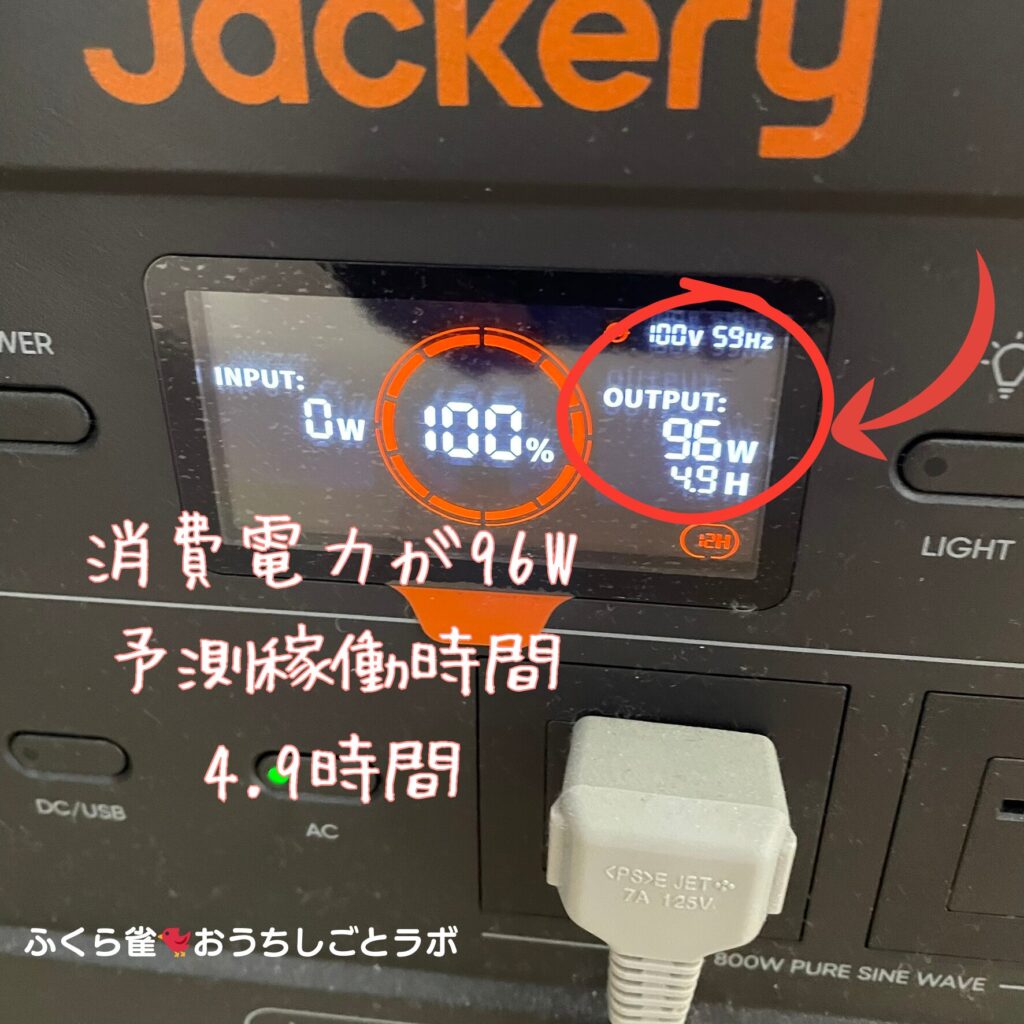 Jackery
WER
INPUT:
0W
100%
100V 59Hz
OUTPUT:
96W
4.9H
12H
LIGHT
消費電力が96W
予測稼働時間
4.9時間
DC/USB
AC
<PS>E JET
7A 125V
800W PURE SINE WAVE
ふくら雀🐦おうちしごとラボ